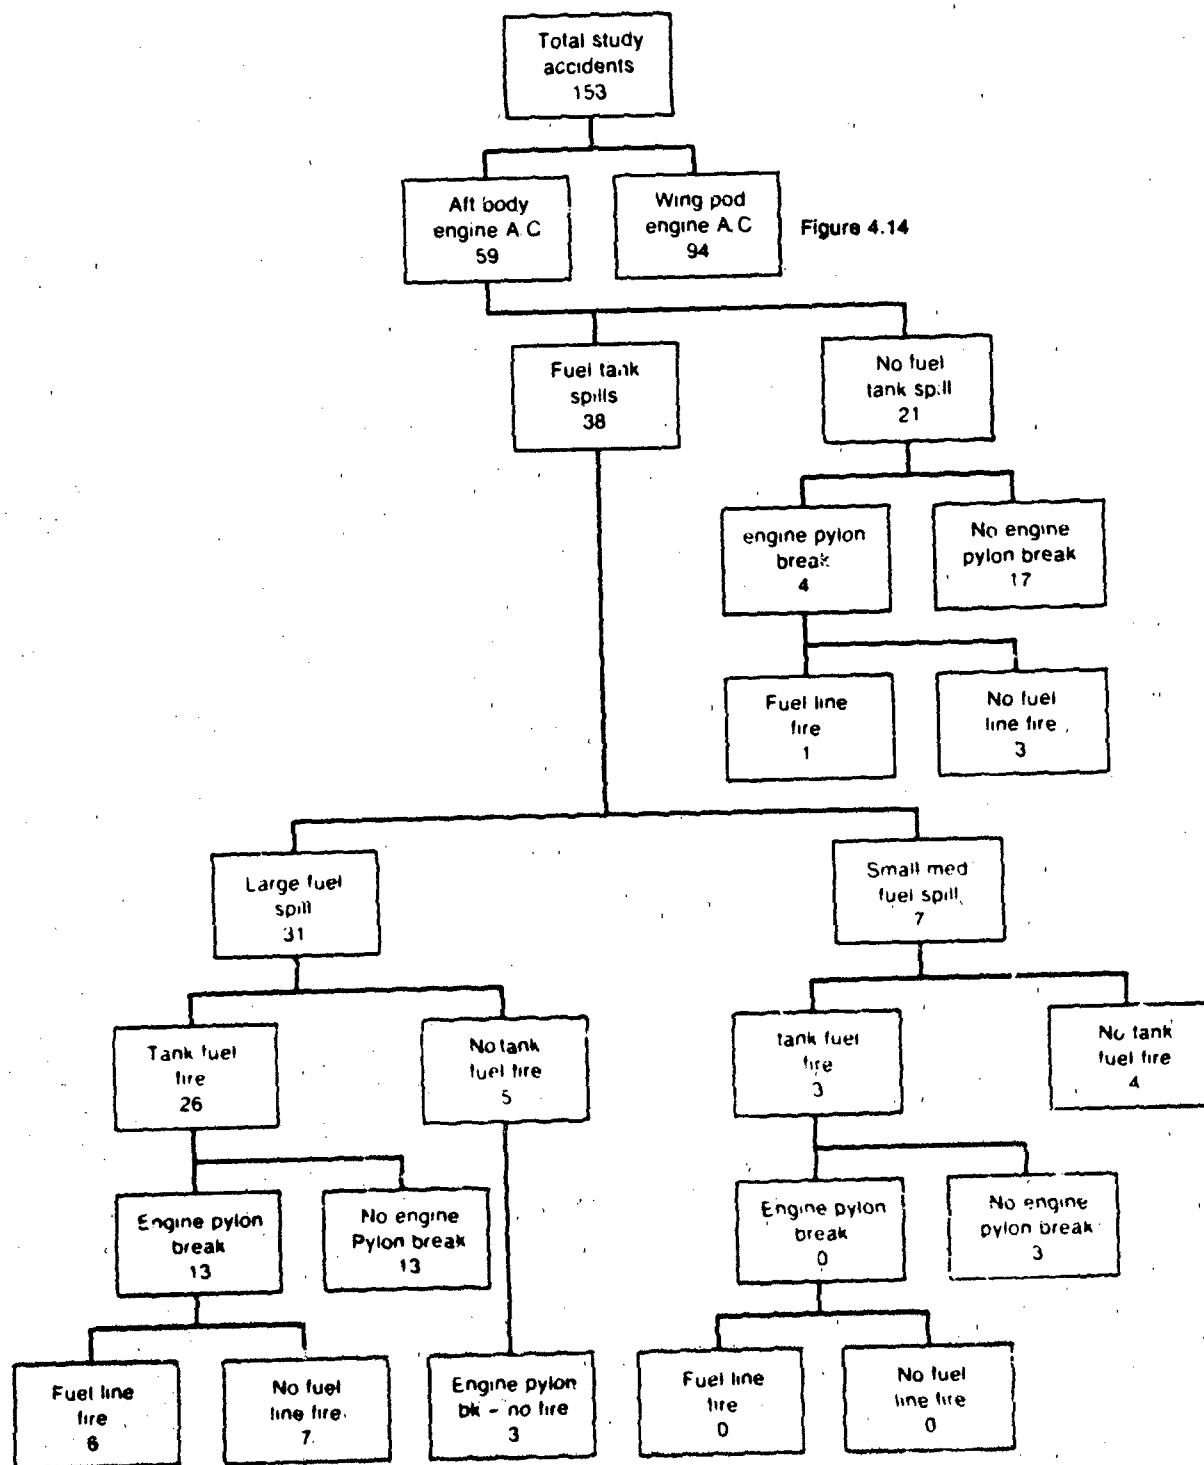 Total study
accidents
153
Aft body
engine A.C
59
Wing pod
engine A.C
94
Figure 4.14
Fuel tank
spills
38
No fuel
tank spill
21
engine pylon
break
4
No engine
pylon break
17
Fuel line
fire
1
No fuel
line fire
3
Large fuel
spill
31
Small med
fuel spill
7
Tank fuel
fire
26
No tank
fuel fire
5
tank fuel
fire
3
No tank
fuel fire
4
Engine pylon
break
13
No engine
Pylon break
13
Engine pylon
break
0
No engine
pylon break
3
Fuel line
fire
6
No fuel
line fire
7
Engine pylon
bk - no fire
3
Fuel line
fire
0
No fuel
line fire
0